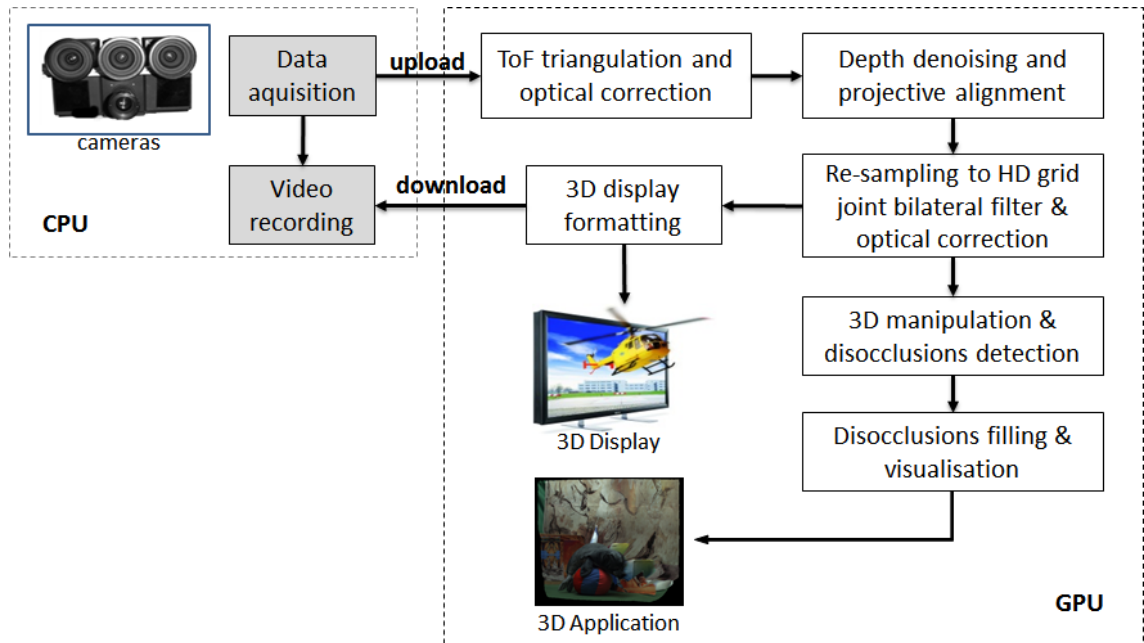 cameras
Data
aquisition
upload
ToF triangulation and
optical correction
Depth denoising and
projective alignment
CPU
Video
recording
download
3D display
formatting
Re-sampling to HD grid
joint bilateral filter &
optical correction
3D manipulation &
disocclusions detection
3D Display
Disocclusions filling &
visualisation
3D Application
GPU